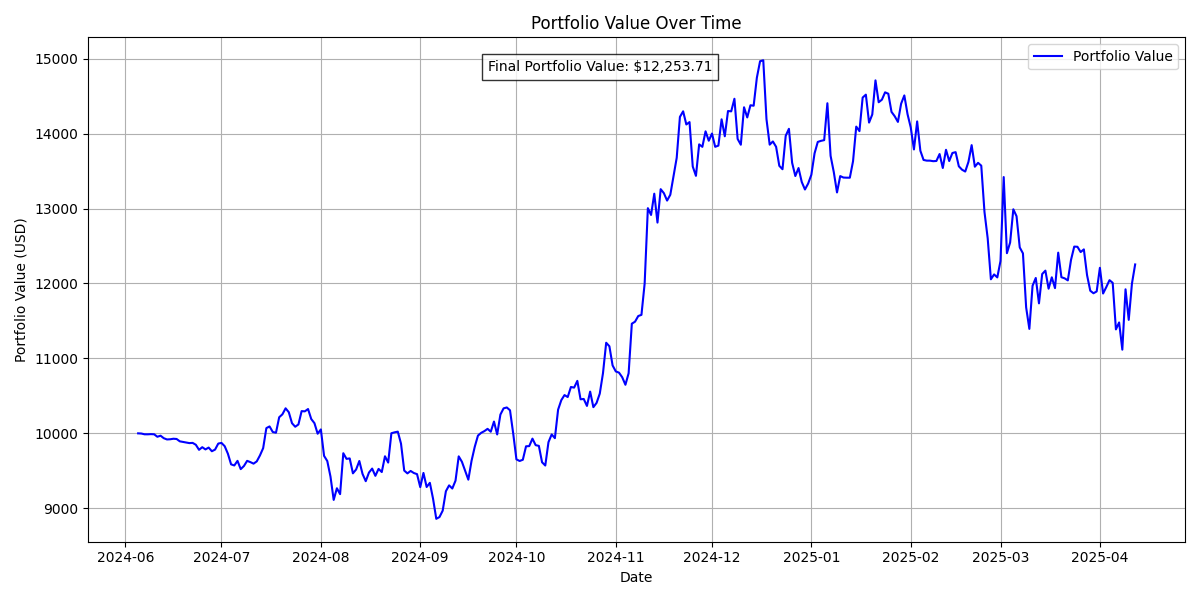 Portfolio Value Over Time
Final Portfolio Value: $12,253.71
Portfolio Value
Portfolio Value (USD)
15000
14000
13000
12000
11000
10000
9000
2024-06 2024-07 2024-08 2024-09 2024-10 2024-11 2024-12 2025-01 2025-02 2025-03 2025-04
Date